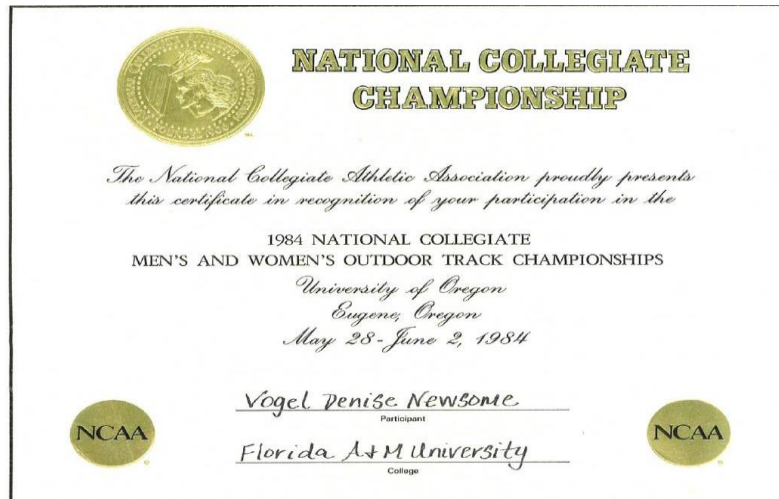 NATIONAL COLLEGIATE
CHAMPIONSHIP
The National Collegiate Athletic Association proudly presents
this certificate in recognition of your participation in the
1984 NATIONAL COLLEGIATE
MEN'S AND WOMEN'S OUTDOOR TRACK CHAMPIONSHIPS
University of Oregon
Eugene, Oregon
May 28 - June 2, 1984
Vogel Denise Newsome
Participant
NCAA
NCAA
Florida A+M University
College